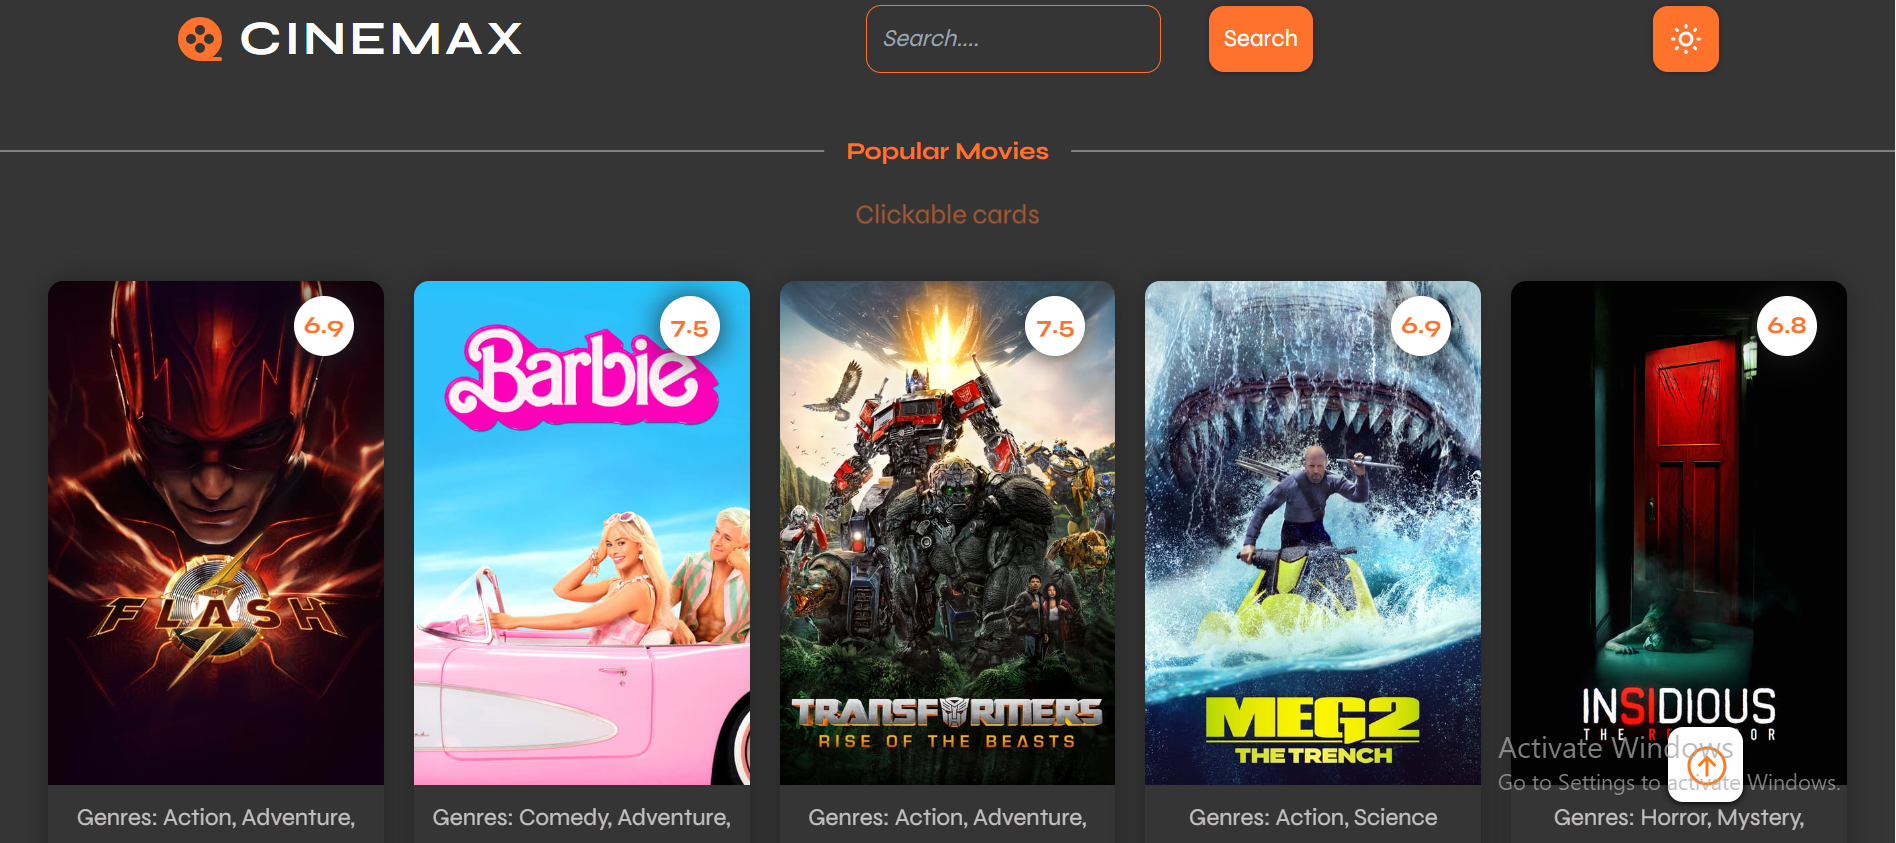 CINEMAX
Search....
Search
Popular Movies
Clickable cards
6.9
7.5
7.5
6.9
6.8
THE
FLASH
Barbie
TRANSFORMERS
RISE OF THE BEASTS
MEG2
THE TRENCH
INSIDIOUS
THE RE OR
Activate Windows
Go to Settings to activate Windows.
Genres: Action, Adventure,
Genres: Comedy, Adventure,
Genres: Action, Adventure,
Genres: Action, Science
Genres: Horror, Mystery,